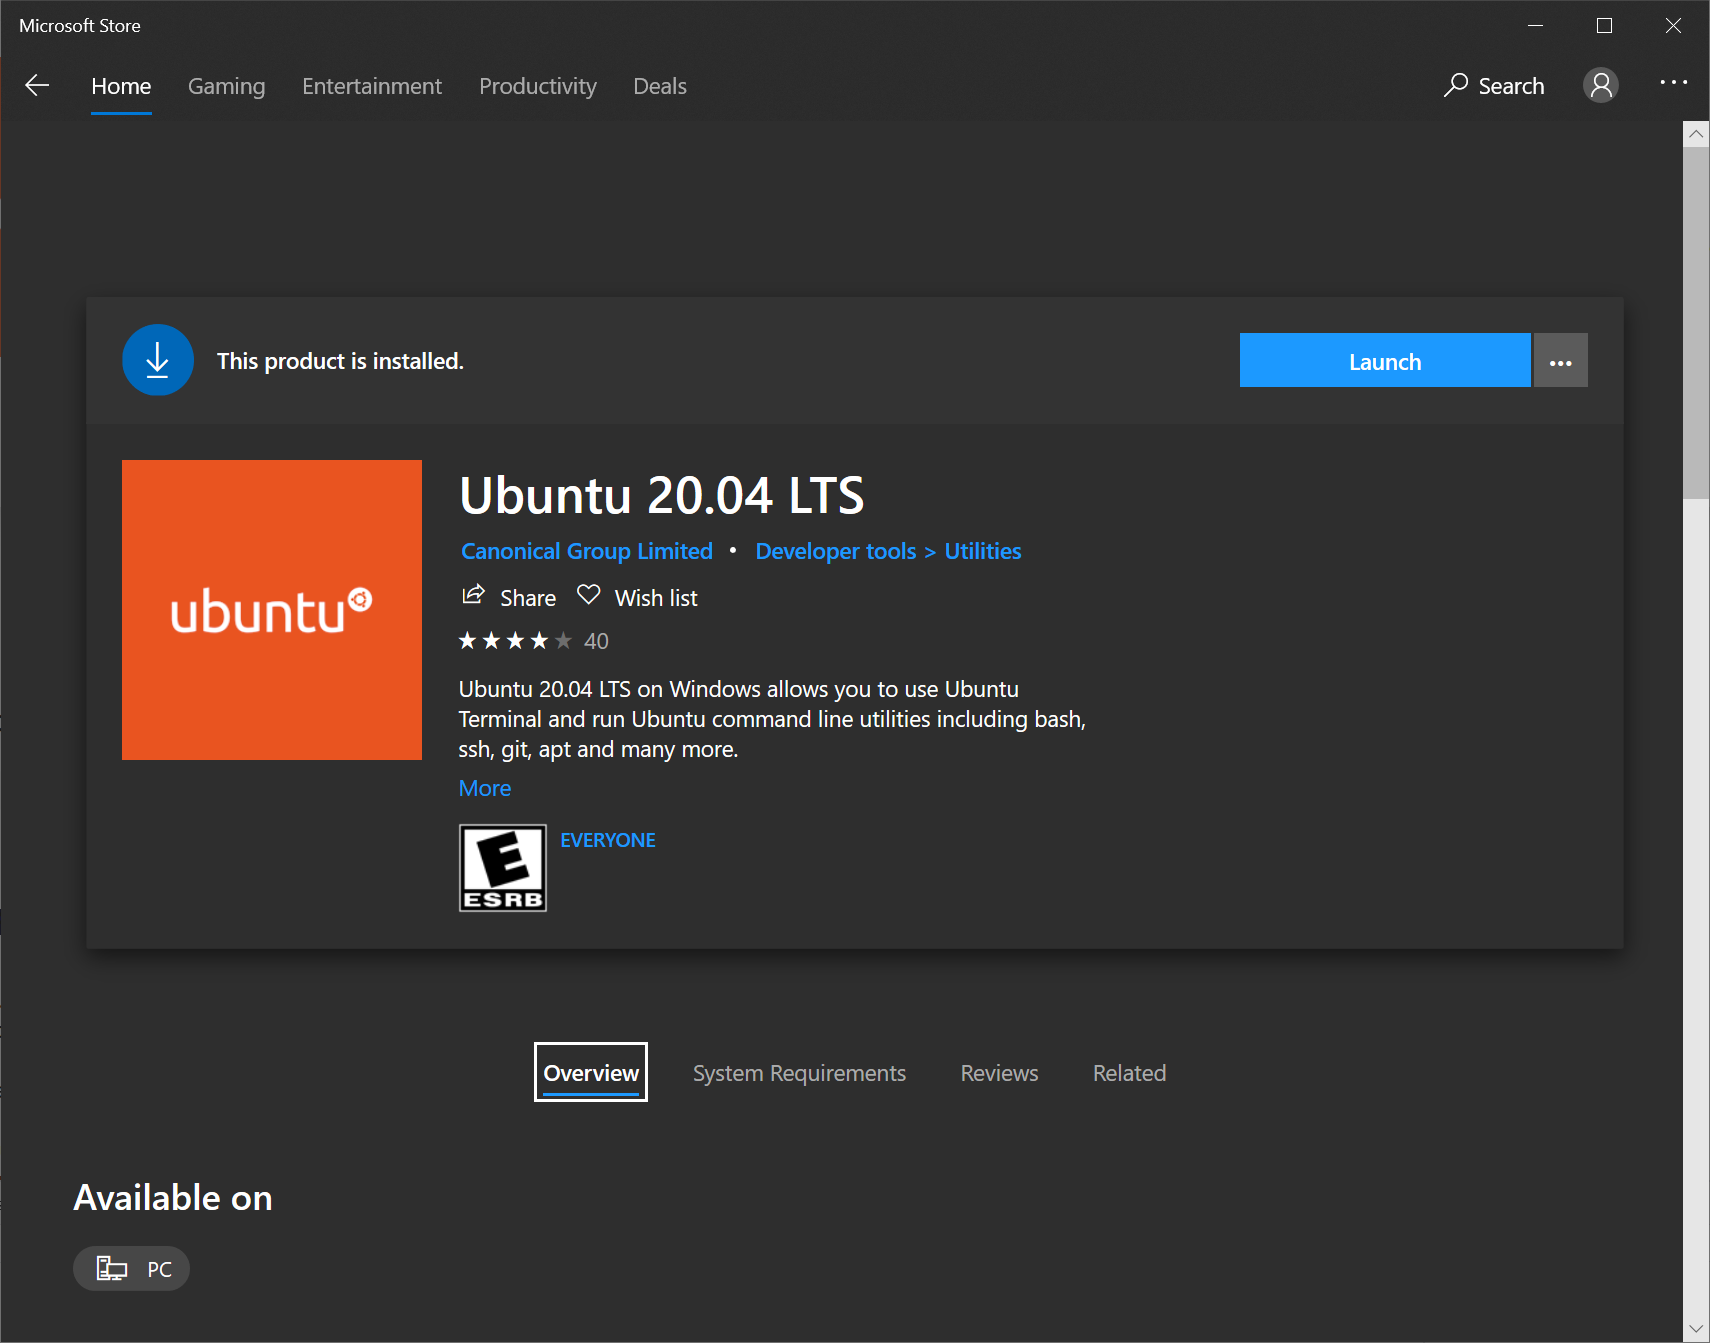 Microsoft Store
Home Gaming Entertainment Productivity Deals Search
This product is installed. Launch
ubuntu
Ubuntu 20.04 LTS
Canonical Group Limited • Developer tools > Utilities
Share Wish list
40
Ubuntu 20.04 LTS on Windows allows you to use Ubuntu
Terminal and run Ubuntu command line utilities including bash,
ssh, git, apt and many more.
More
E
EVERYONE
ESRB
Overview System Requirements Reviews Related
Available on
PC